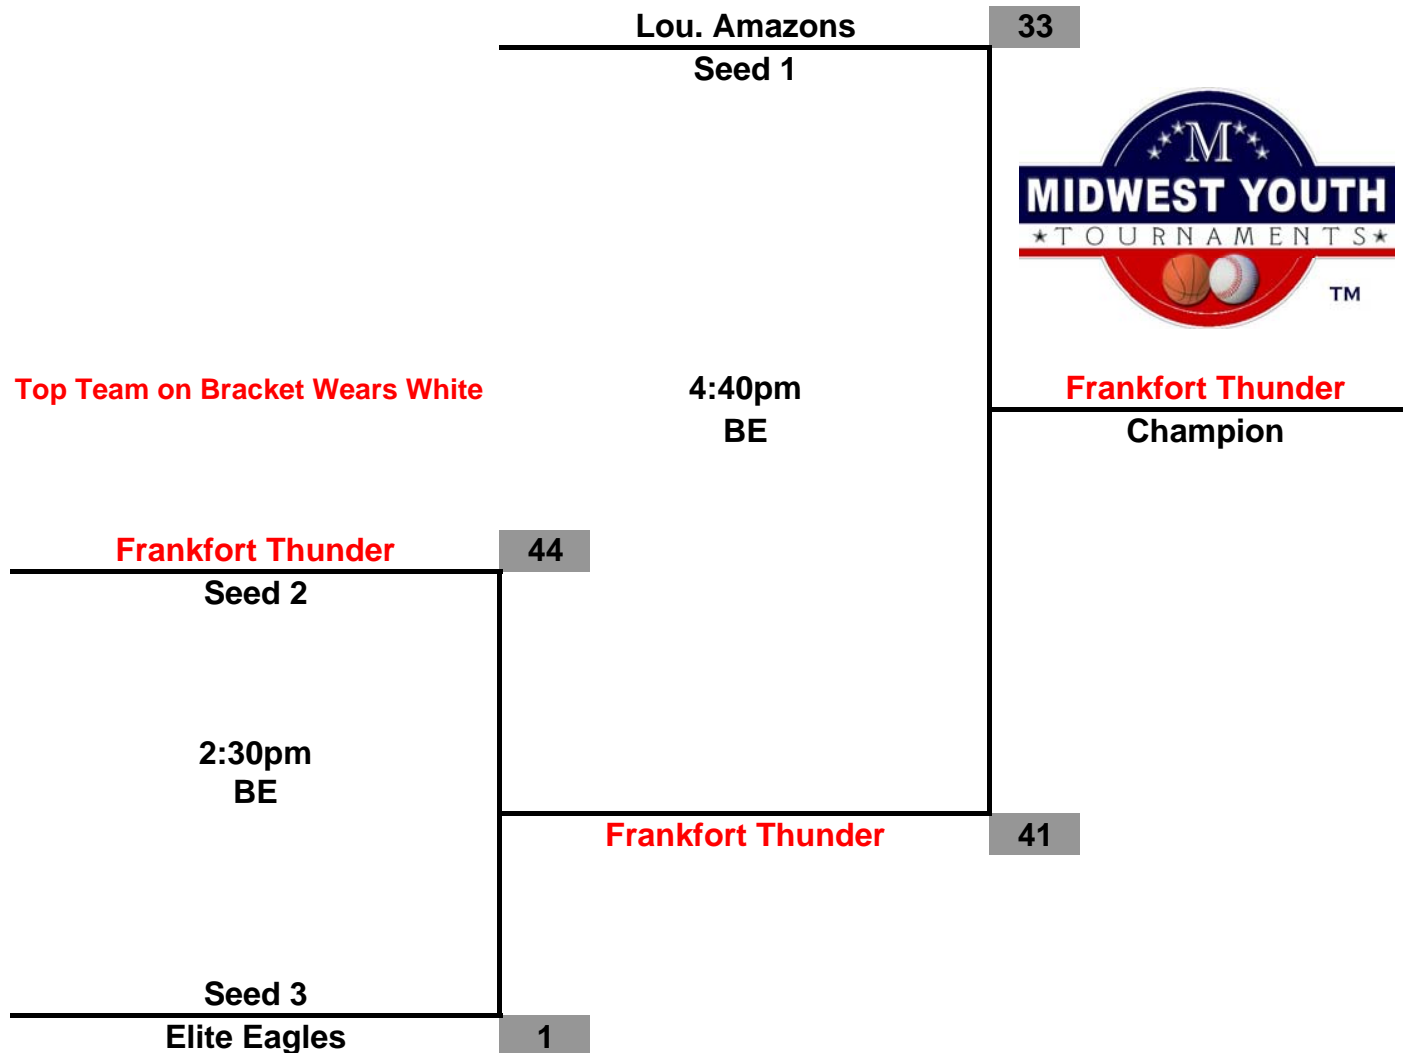 Lou. Amazons 33
Seed 1
M
MIDWEST YOUTH
TOURNAMENTS
TM
Top Team on Bracket Wears White 4:40pm Frankfort Thunder
BE Champion
Frankfort Thunder 44
Seed 2
2:30pm
BE
Frankfort Thunder 41
Seed 3
Elite Eagles 1